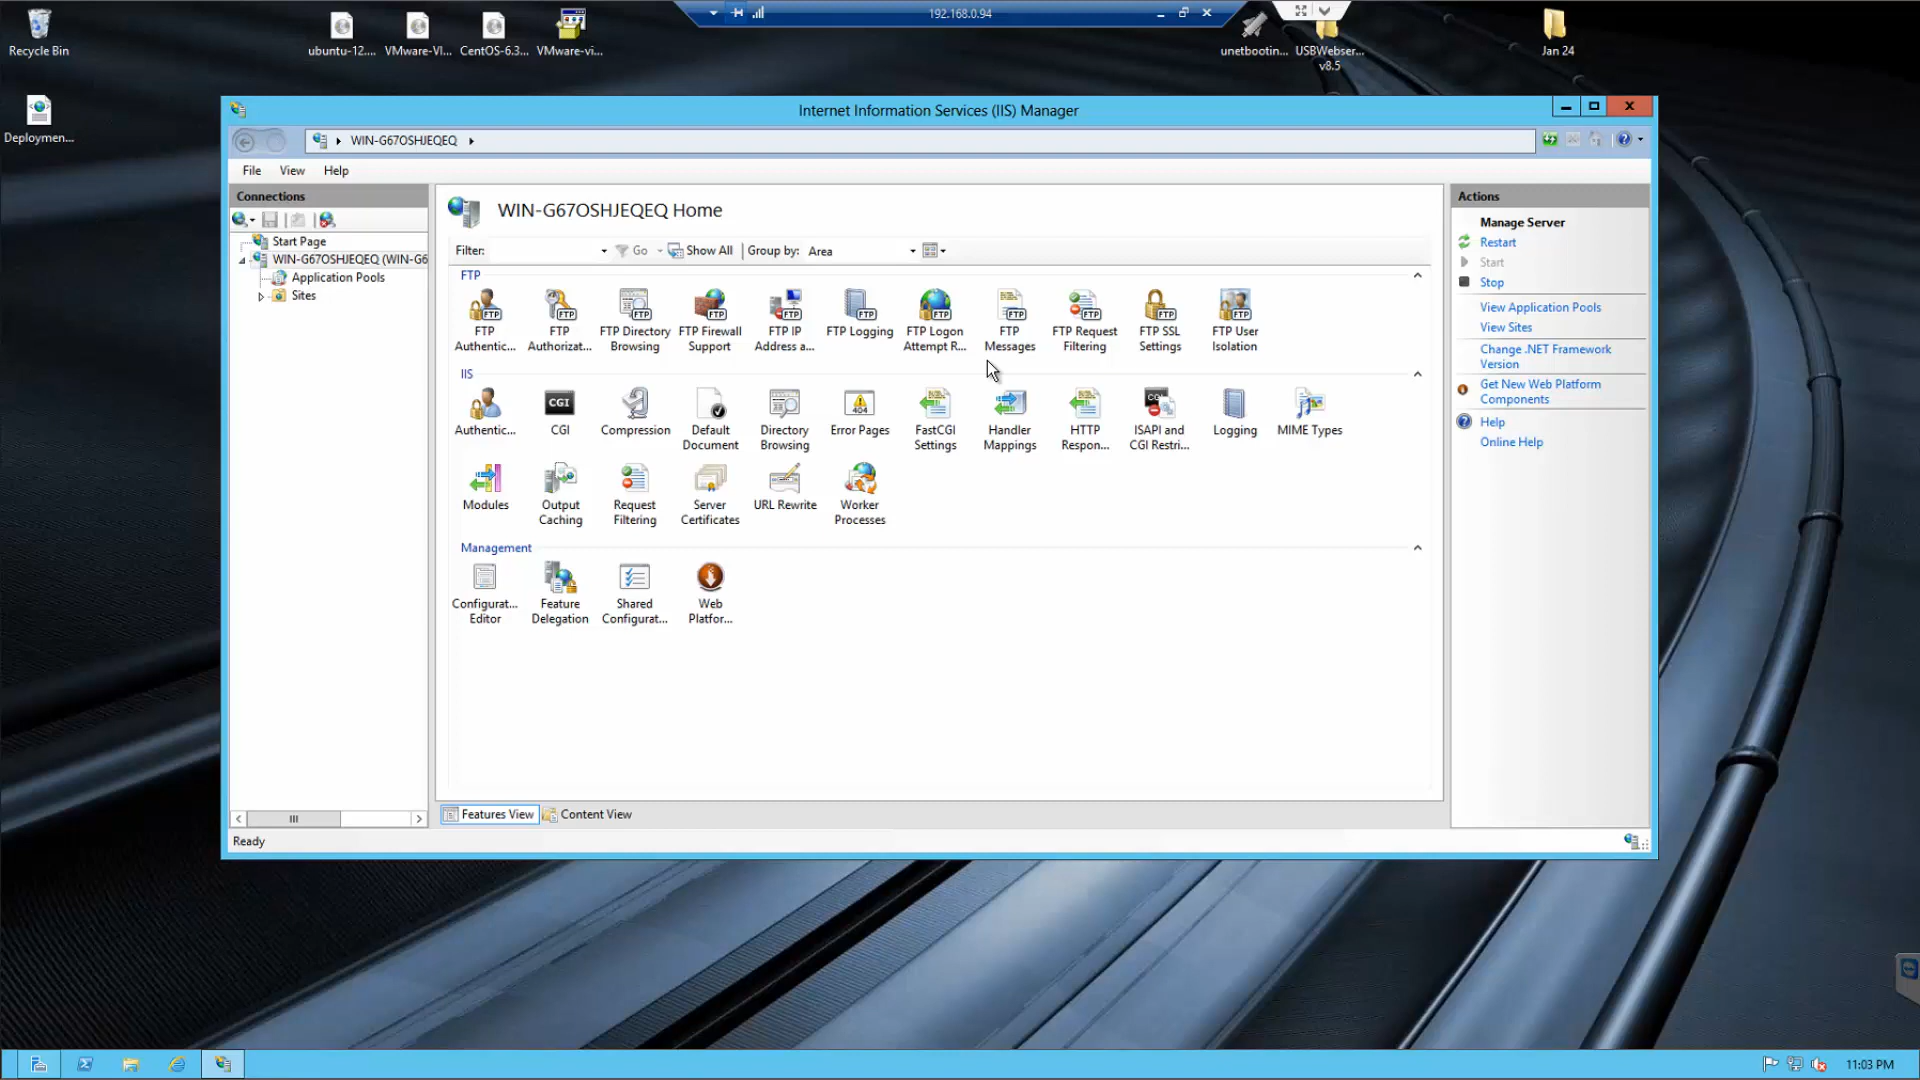 192.168.0.94
Recycle Bin
ubuntu-12....
VMware-VI...
CentOS-6.3...
VMware-vi...
unetbootin...
USBWebser...
v8.5
Jan 24
Deploymen...
Internet Information Services (IIS) Manager
WIN-G67OSHJEQEQ
File View Help
Connections
Start Page
WIN-G67OSHJEQEQ (WIN-G6
Application Pools
Sites
WIN-G67OSHJEQEQ Home
Filter: Go Show All Group by: Area
FTP
FTP Authentic...
FTP Authorizat...
FTP Directory Browsing
FTP Firewall Support
FTP IP Address a...
FTP Logging
FTP Logon Attempt R...
FTP Messages
FTP Request Filtering
FTP SSL Settings
FTP User Isolation
IIS
Authentic...
CGI
CGI
Compression
Default Document
Directory Browsing
404
Error Pages
FastCGI Settings
Handler Mappings
HTTP Respon...
ISAPI and CGI Restri...
Logging
MIME Types
Modules
Output Caching
Request Filtering
Server Certificates
URL Rewrite
Worker Processes
Management
Configurat... Editor
Feature Delegation
Shared Configurat...
Web Platfor...
Features View
Content View
Ready
Actions
Manage Server
Restart
Start
Stop
View Application Pools
View Sites
Change .NET Framework
Version
Get New Web Platform
Components
Help
Online Help
11:03 PM